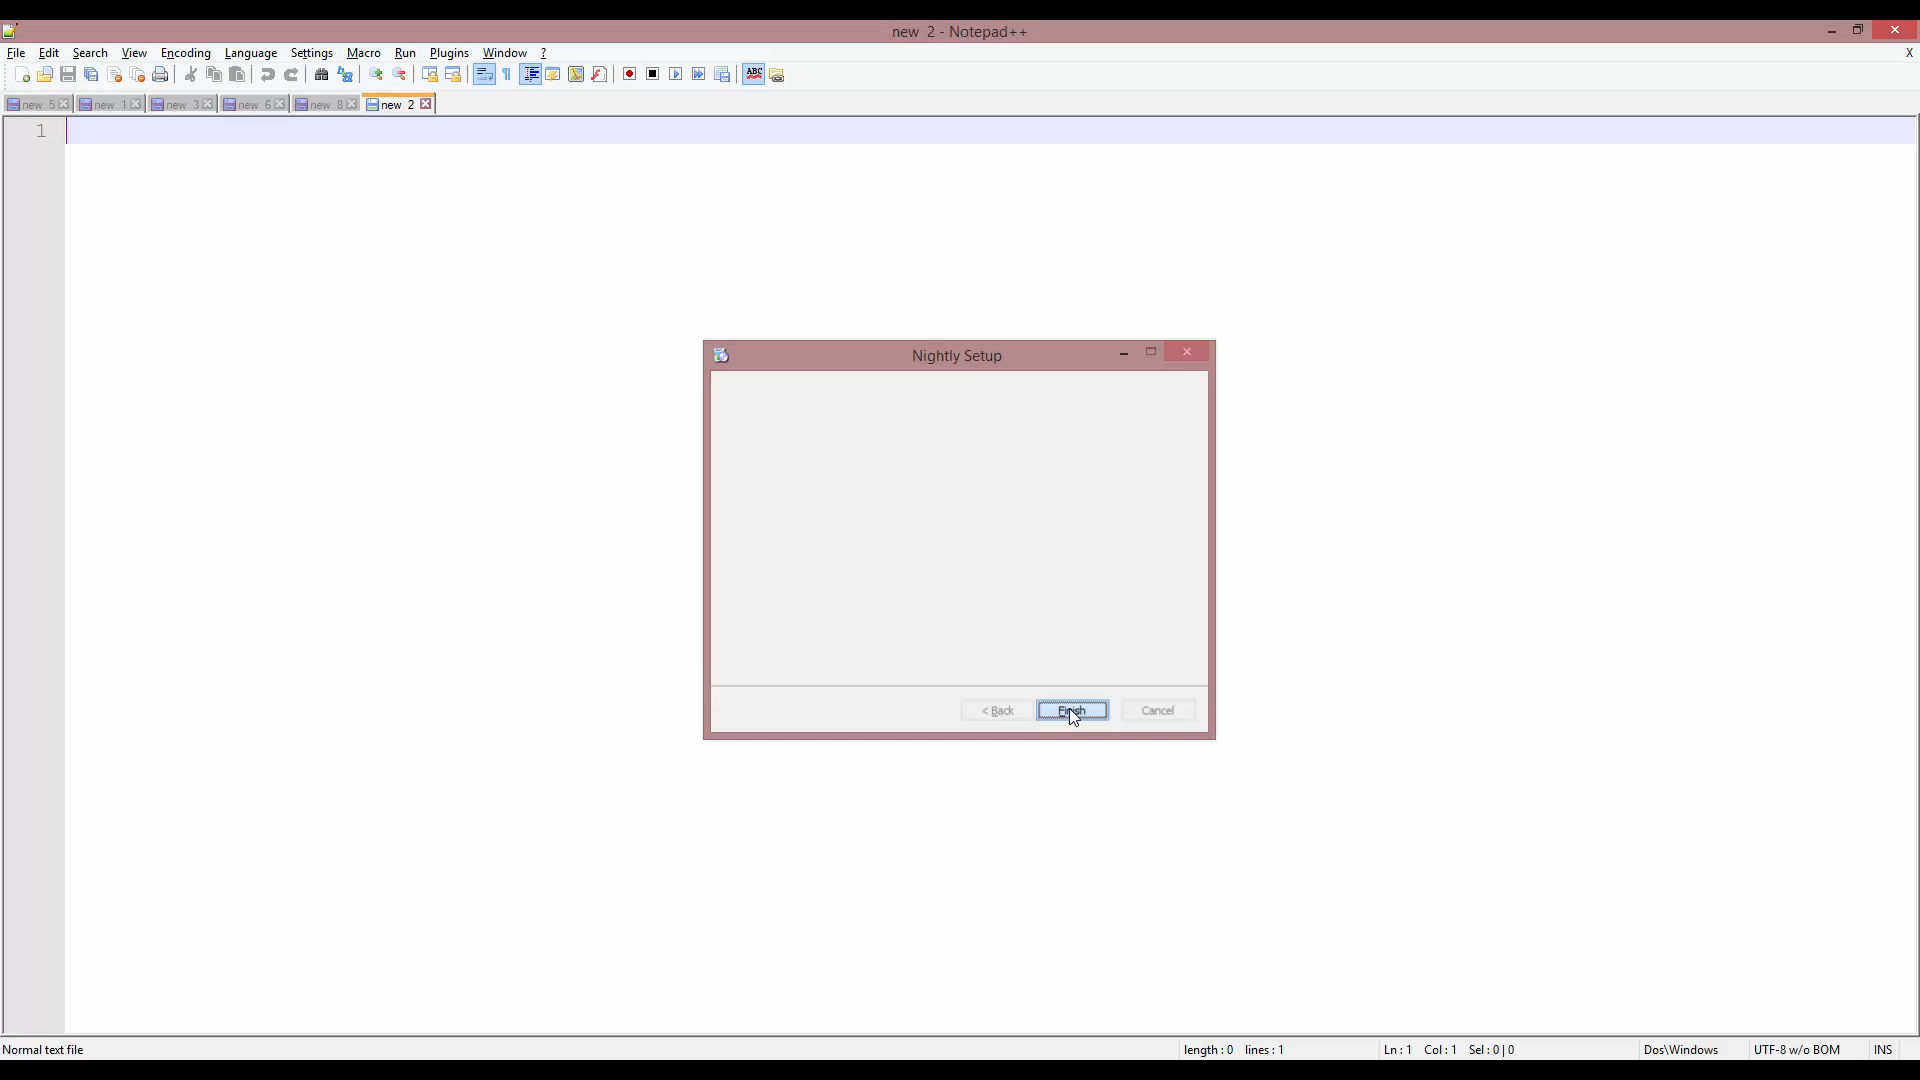 new  2 - Notepad++
File Edit Search View Encoding Language Settings Macro Run Plugins Window ? X
ABC
new 5 new 1 new 3 new 6 new 8 new 2
1
Nightly Setup
< Back Finish Cancel
Normal text file length : 0 lines : 1 Ln : 1 Col : 1 Sel : 0 | 0 Dos\Windows UTF-8 w/o BOM INS